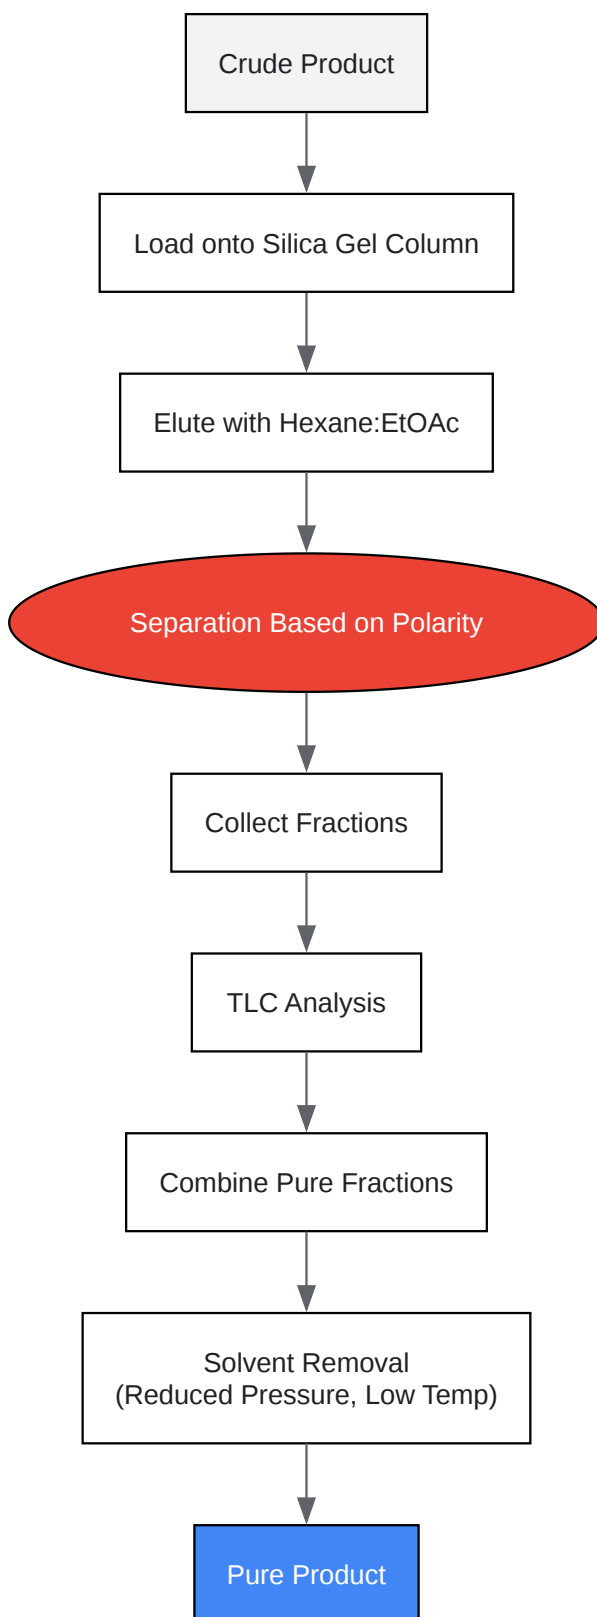 Crude Product
Load onto Silica Gel Column
Elute with Hexane:EtOAc
Separation Based on Polarity
Collect Fractions
TLC Analysis
Combine Pure Fractions
Solvent Removal
(Reduced Pressure, Low Temp)
Pure Product